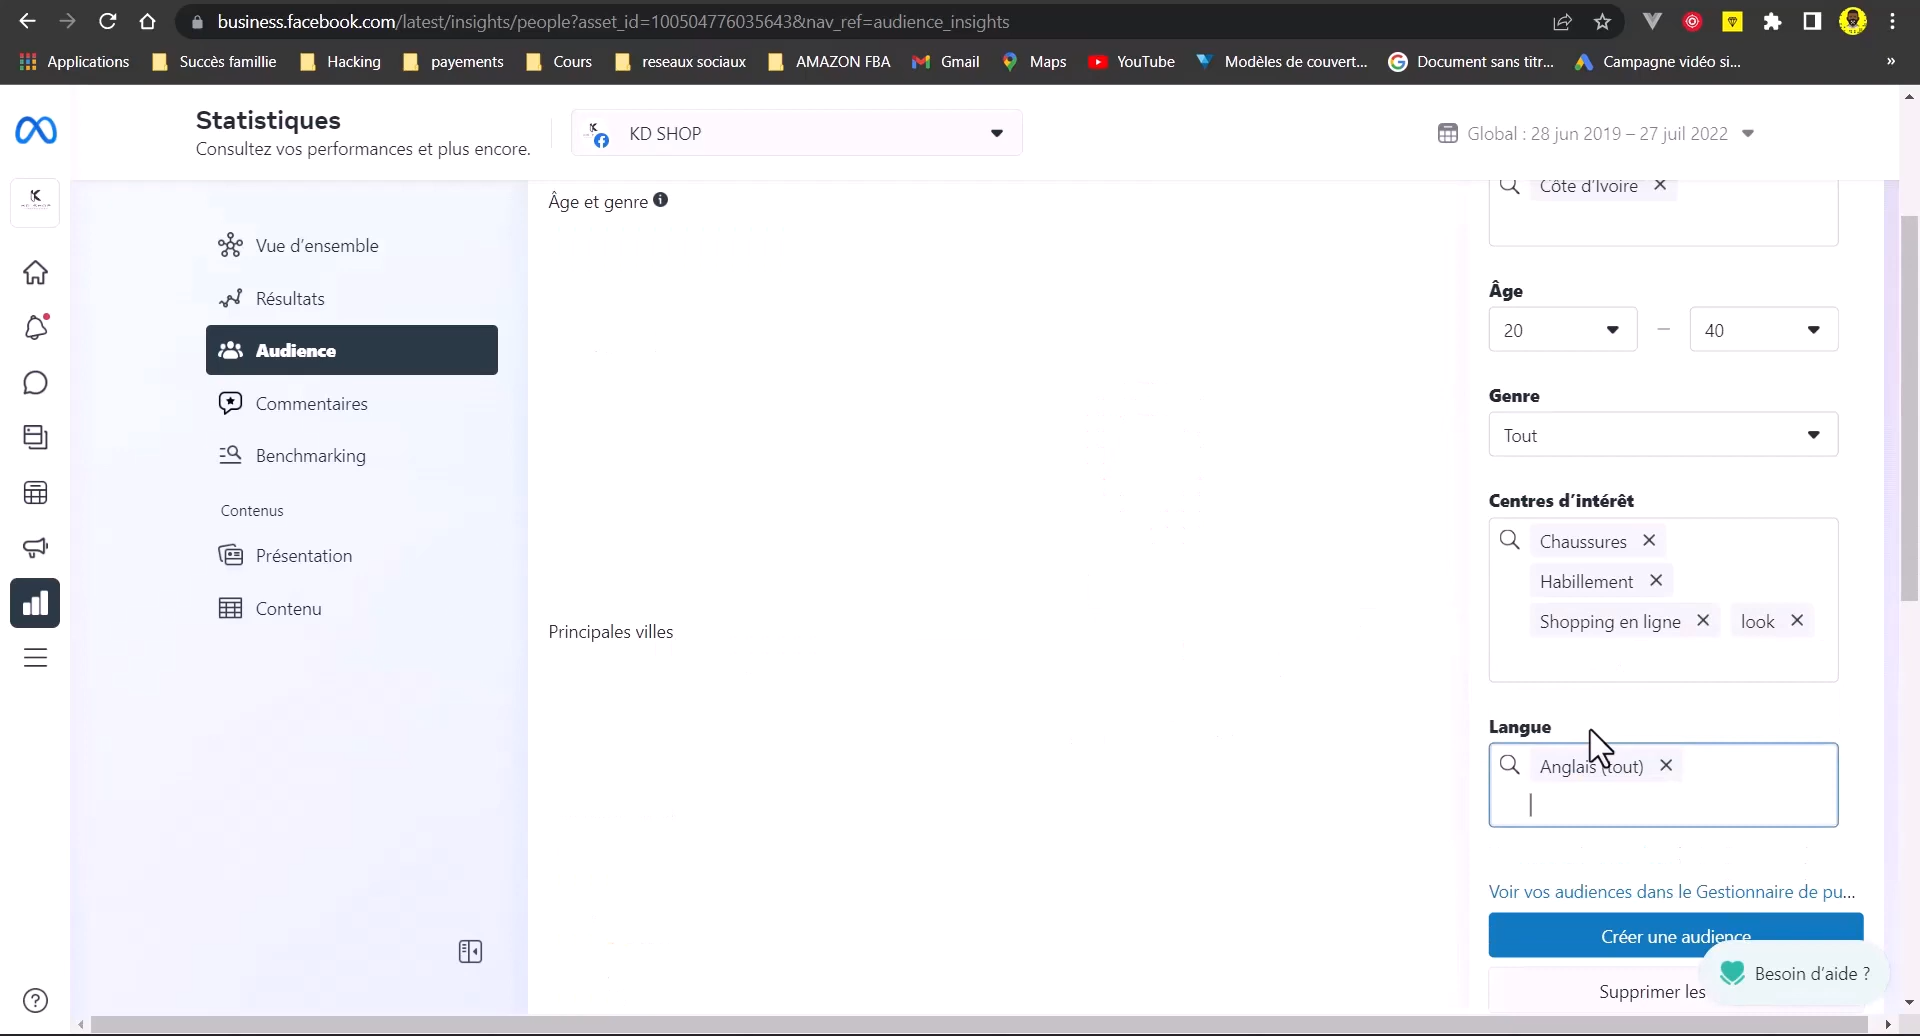 business.facebook.com/latest/insights/people?asset_id=100504776035643&nav_ref=audience_insights
Applications
Succès famillie
Hacking
payements
Cours
reseaux sociaux
AMAZON FBA
Gmail
Maps
YouTube
Modèles de couvert...
Document sans titr...
Campagne vidéo si...
»
Statistiques
Consultez vos performances et plus encore.
KD SHOP
Global : 28 jun 2019 – 27 juil 2022
Vue d'ensemble
Résultats
Audience
Commentaires
Benchmarking
Contenus
Présentation
Contenu
Âge et genre
Principales villes
Côte d'Ivoire
Âge
20 – 40
Genre
Tout
Centres d'intérêt
Chaussures
Habillement
Shopping en ligne
look
Langue
Anglais (tout)
Voir vos audiences dans le Gestionnaire de pu...
Créer une audience
Besoin d'aide ?
Supprimer les